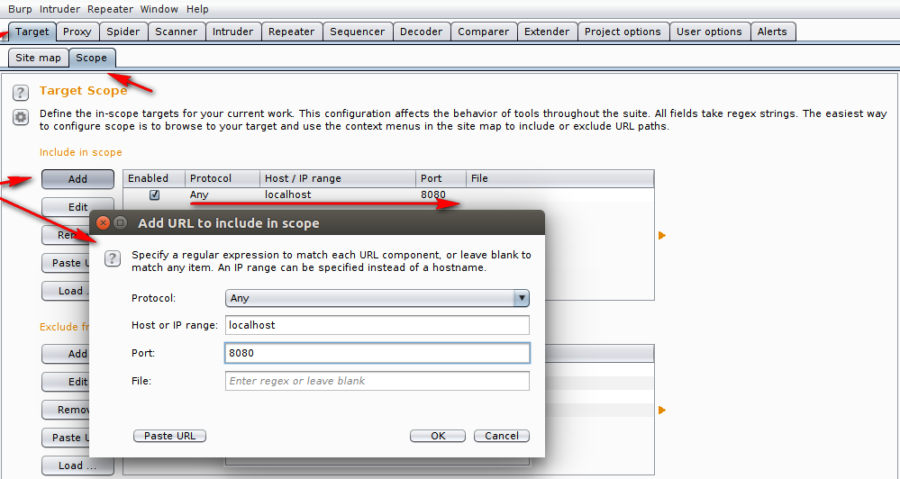 Burp Intruder Repeater Window Help
Target Proxy Spider Scanner Intruder Repeater Sequencer Decoder Comparer Extender Project options User options Alerts
Site map Scope
? Target Scope
Define the in-scope targets for your current work. This configuration affects the behavior of tools throughout the suite. All fields take regex strings. The easiest way
to configure scope is to browse to your target and use the context menus in the site map to include or exclude URL paths.
Include in scope
Add Enabled Protocol Host / IP range Port File
Any localhost 8080
Edit
Add URL to include in scope
? Specify a regular expression to match each URL component, or leave blank to
match any item. An IP range can be specified instead of a hostname.
Paste U
Load ..
Protocol: Any
Host or IP range: localhost
Exclude fr
Port: 8080
Add
File: Enter regex or leave blank
Edit
Remov
Paste U
Paste URL OK Cancel
Load ...